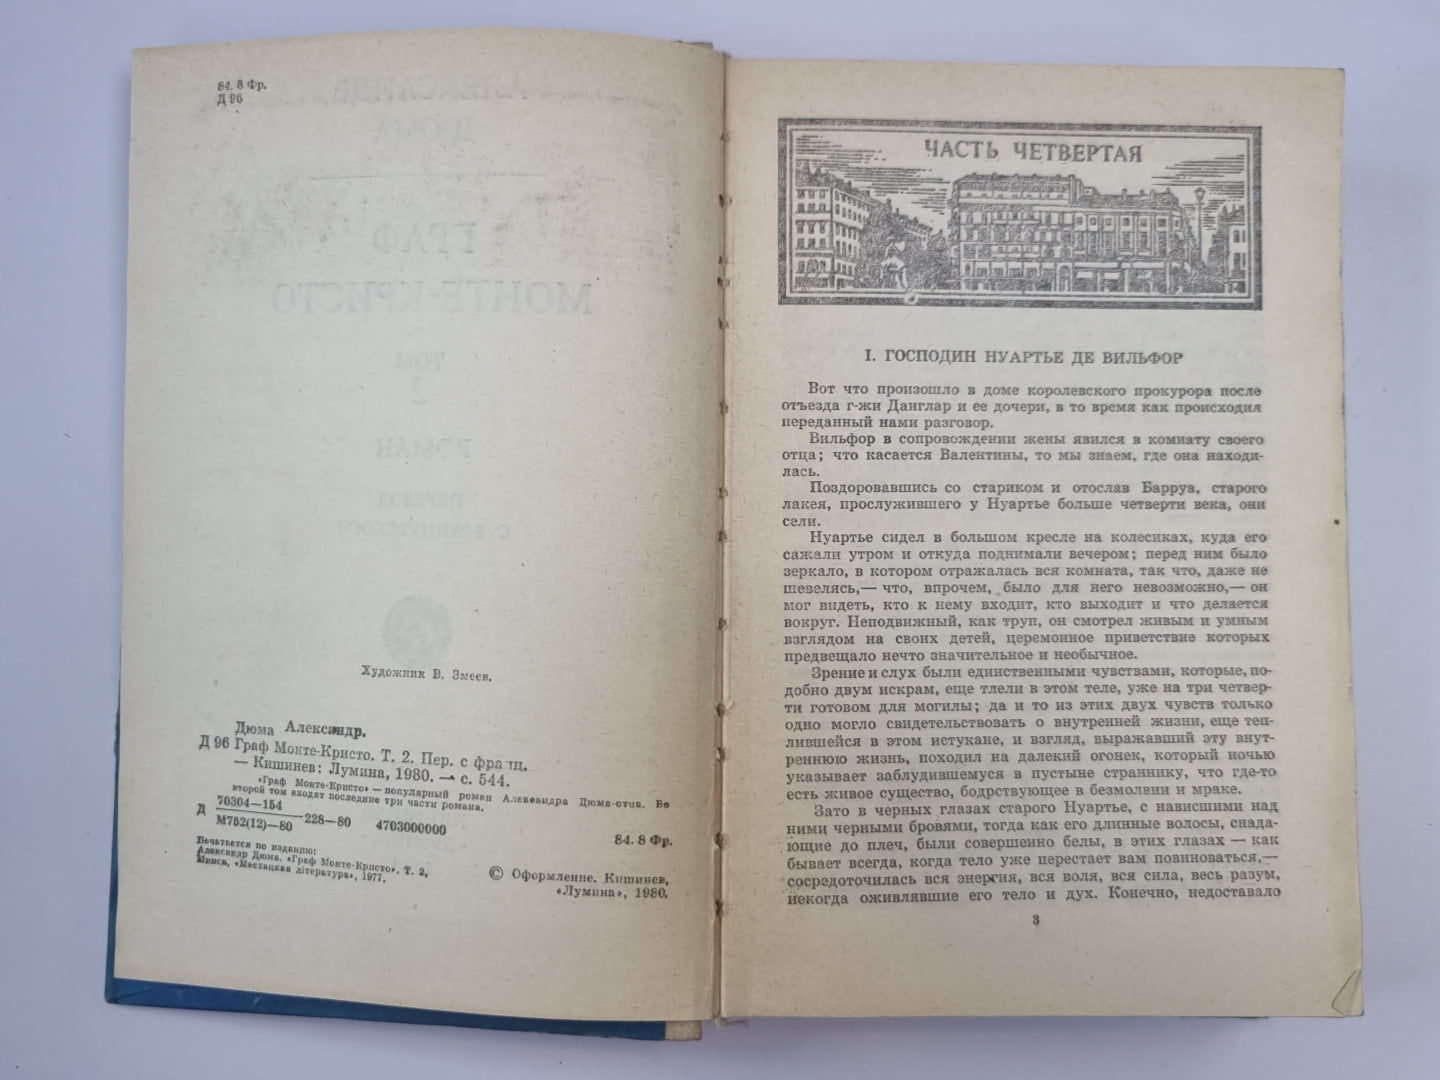 84. 8 Фр.
Д 96
Художник В. Змеев.
Дюма Александр.
Д 96 Граф Монте-Кристо. Т. 2. Пер. с франц.
— Кишинев: Лумина, 1980. — с. 544.
«Граф Монте-Кристо» — популярный роман Александра Дюма-отца. Во
второй том входят последние три части романа.
Д 70304—154
М752(12)—80 228—80 4703000000
84. 8 Фр.
Печатается по изданию:
Александр Дюма. «Граф Монте-Кристо». Т. 2,
Минск, «Мастацкая література», 1977.
© Оформление. Кишинев,
«Лумина», 1980.
ЧАСТЬ ЧЕТВЕРТАЯ
I. ГОСПОДИН НУАРТЬЕ ДЕ ВИЛЬФОР
Вот что произошло в доме королевского прокурора после
отъезда г-жи Данглар и ее дочери, в то время как происходил
переданный нами разговор.
Вильфор в сопровождении жены явился в комнату своего
отца; что касается Валентины, то мы знаем, где она находи-
лась.
Поздоровавшись со стариком и отослав Барруа, старого
лакея, прослужившего у Нуартье больше четверти века, они
сели.
Нуартье сидел в большом кресле на колесиках, куда его
сажали утром и откуда поднимали вечером; перед ним было
зеркало, в котором отражалась вся комната, так что, даже не
шевелясь,— что, впрочем, было для него невозможно,— он
мог видеть, кто к нему входит, кто выходит и что делается
вокруг. Неподвижный, как труп, он смотрел живым и умным
взглядом на своих детей, церемонное приветствие которых
предвещало нечто значительное и необычное.
Зрение и слух были единственными чувствами, которые, по-
добно двум искрам, еще тлели в этом теле, уже на три четвер-
ти готовом для могилы; да и то из этих двух чувств только
одно могло свидетельствовать о внутренней жизни, еще теп-
лившейся в этом истукане, и взгляд, выражавший эту внут-
реннюю жизнь, походил на далекий огонек, который ночью
указывает заблудившемуся в пустыне страннику, что где-то
есть живое существо, бодрствующее в безмолвии и мраке.
Зато в черных глазах старого Нуартье, с нависшими над
ними черными бровями, тогда как его длинные волосы, спада-
ющие до плеч, были совершенно белы, в этих глазах — как
бывает всегда, когда тело уже перестает вам повиноваться,—
сосредоточилась вся энергия, вся воля, вся сила, весь разум,
некогда оживлявшие его тело и дух. Конечно, недоставало
3